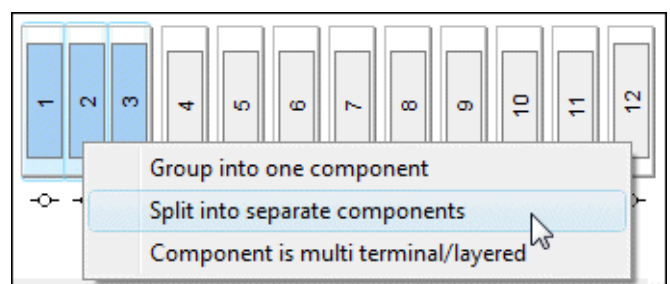 1 2 3 4 5 6 7 8 9 10 11 12
Group into one component
Split into separate components
Component is multi terminal/layered